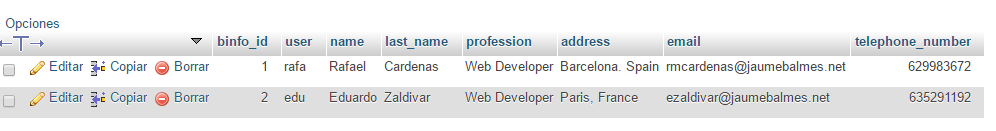 Opciones
binfo_id user name last_name profession address email telephone_number
Editar Copiar Borrar 1 rafa Rafael Cardenas Web Developer Barcelona. Spain rmcardenas@jaumebalmes.net 629983672
Editar Copiar Borrar 2 edu Eduardo Zaldivar Web Developer Paris, France ezaldivar@jaumebalmes.net 635291192